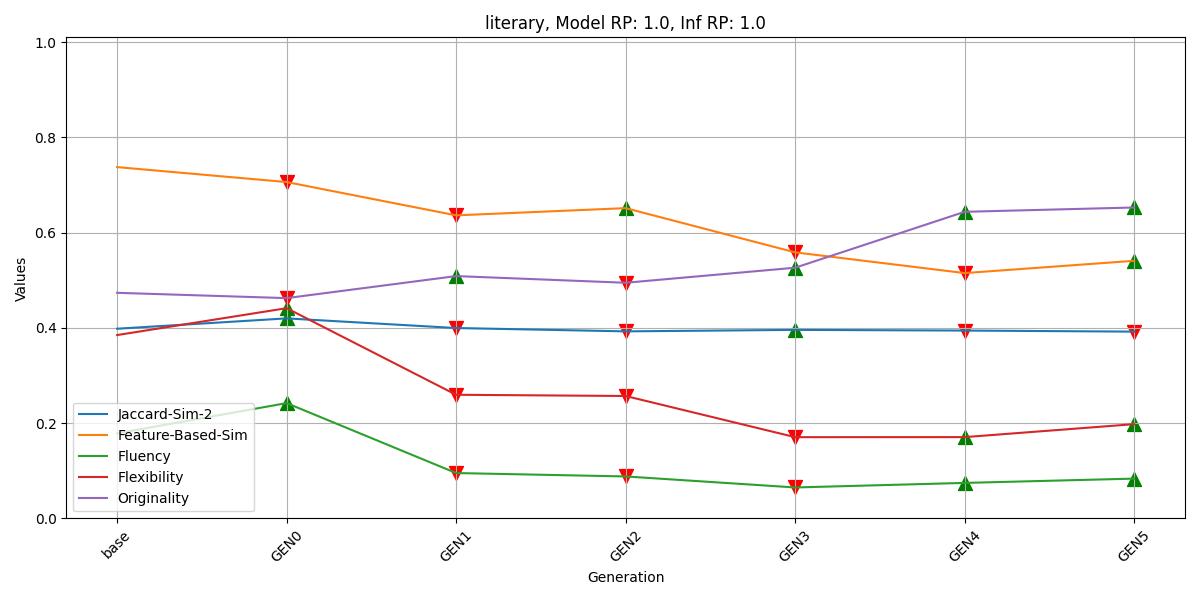 literary, Model RP: 1.0, Inf RP: 1.0
1.0
0.8
0.6
0.4
0.2
0.0
Values
Jaccard-Sim-2
Feature-Based-Sim
Fluency
Flexibility
Originality
base
GEN0
GEN1
GEN2
GEN3
GEN4
GEN5
Generation